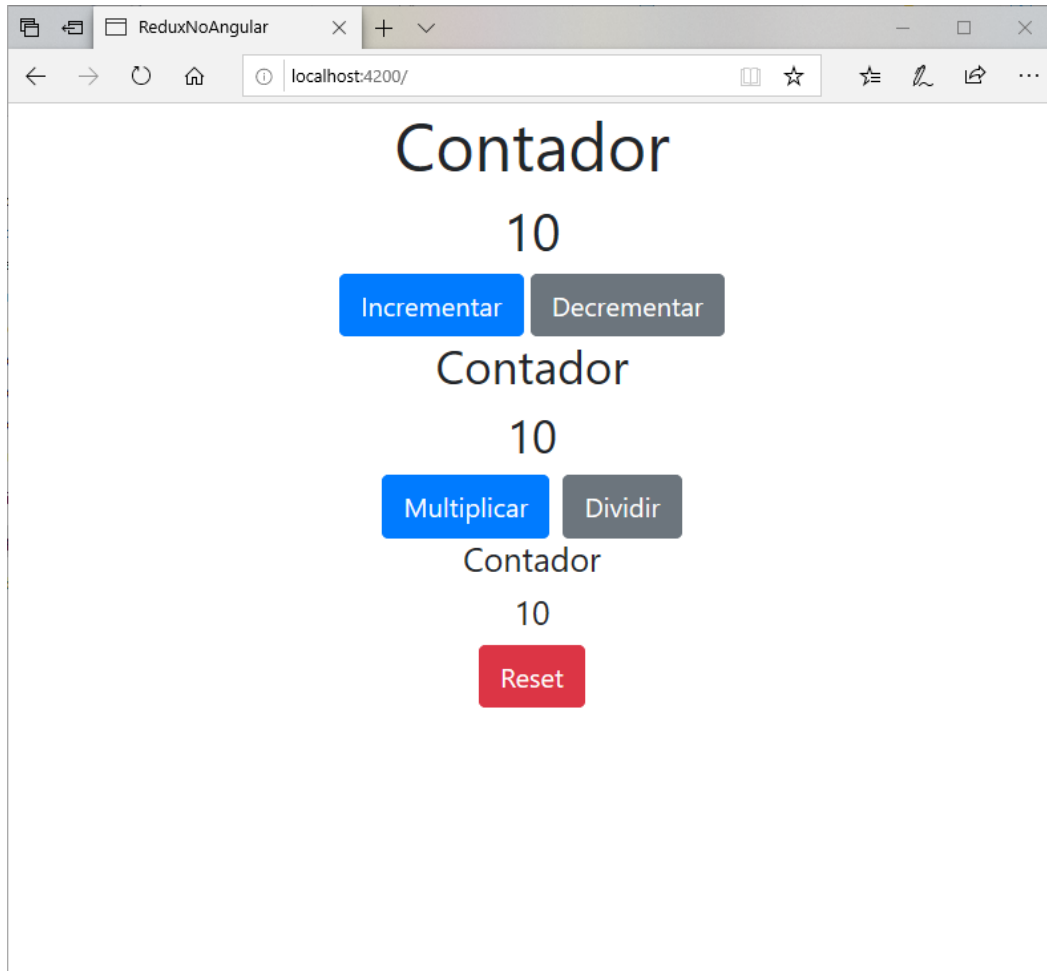 ReduxNoAngular
localhost:4200/
Contador
10
Incrementar Decrementar
Contador
10
Multiplicar Dividir
Contador
10
Reset